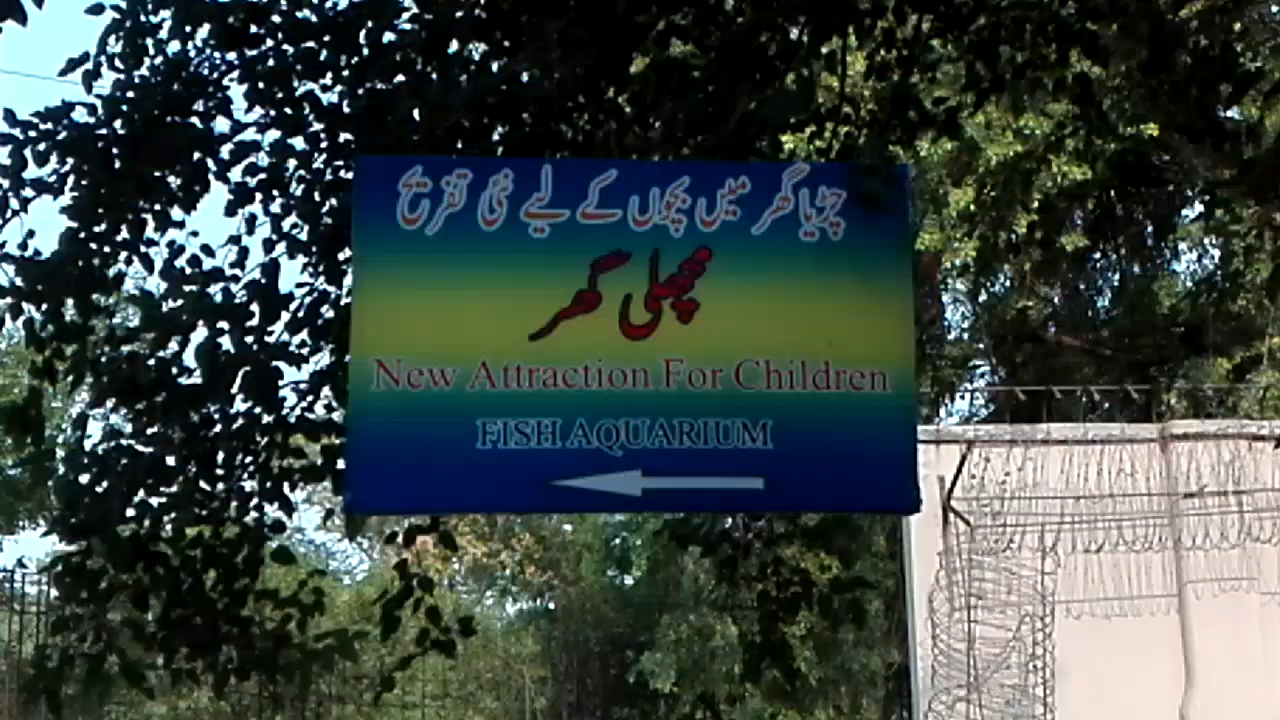 چڑیا گھر میں بچوں کے لیے نئی تفریح
مچھلی گھر
New Attraction For Children
FISH AQUARIUM